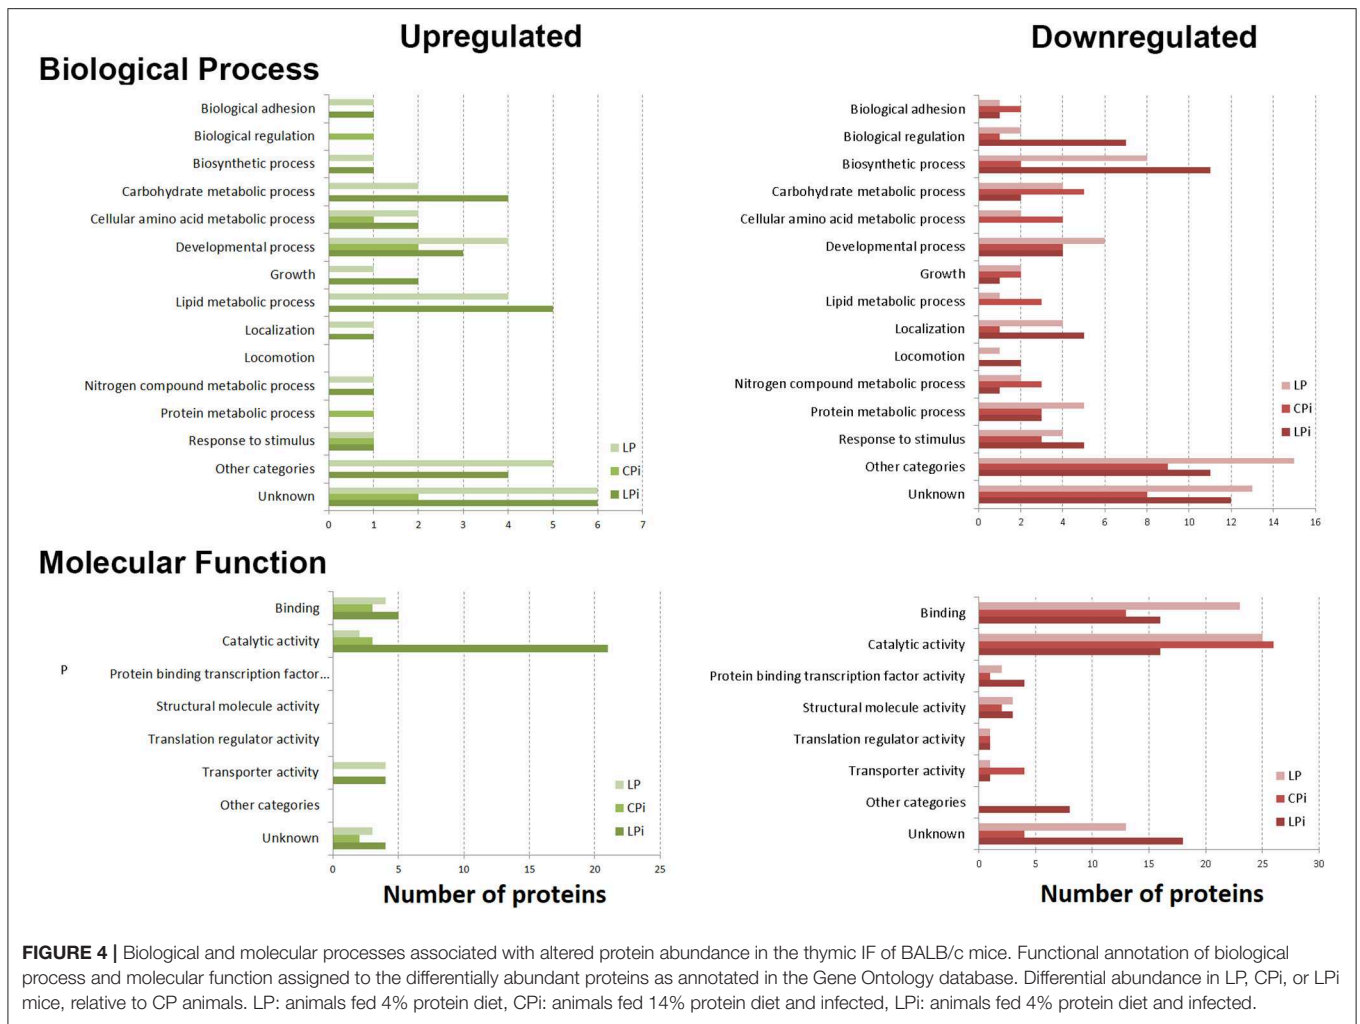 Upregulated
Downregulated
Biological Process
Biological adhesion
Biological regulation
Biosynthetic process
Carbohydrate metabolic process
Cellular amino acid metabolic process
Developmental process
Growth
Lipid metabolic process
Localization
Locomotion
Nitrogen compound metabolic process
Protein metabolic process
Response to stimulus
Other categories
Unknown
LP
CPi
LPi
0 1 2 3 4 5 6 7
Biological adhesion
Biological regulation
Biosynthetic process
Carbohydrate metabolic process
Cellular amino acid metabolic process
Developmental process
Growth
Lipid metabolic process
Localization
Locomotion
Nitrogen compound metabolic process
Protein metabolic process
Response to stimulus
Other categories
Unknown
LP
CPi
LPi
0 2 4 6 8 10 12 14 16
Molecular Function
P
Binding
Catalytic activity
Protein binding transcription factor...
Structural molecule activity
Translation regulator activity
Transporter activity
Other categories
Unknown
LP
CPi
LPi
0 5 10 15 20 25
Number of proteins
Binding
Catalytic activity
Protein binding transcription factor activity
Structural molecule activity
Translation regulator activity
Transporter activity
Other categories
Unknown
LP
CPi
LPi
0 5 10 15 20 25 30
Number of proteins
FIGURE 4 | Biological and molecular processes associated with altered protein abundance in the thymic IF of BALB/c mice. Functional annotation of biological
process and molecular function assigned to the differentially abundant proteins as annotated in the Gene Ontology database. Differential abundance in LP, CPi, or LPi
mice, relative to CP animals. LP: animals fed 4% protein diet, CPi: animals fed 14% protein diet and infected, LPi: animals fed 4% protein diet and infected.